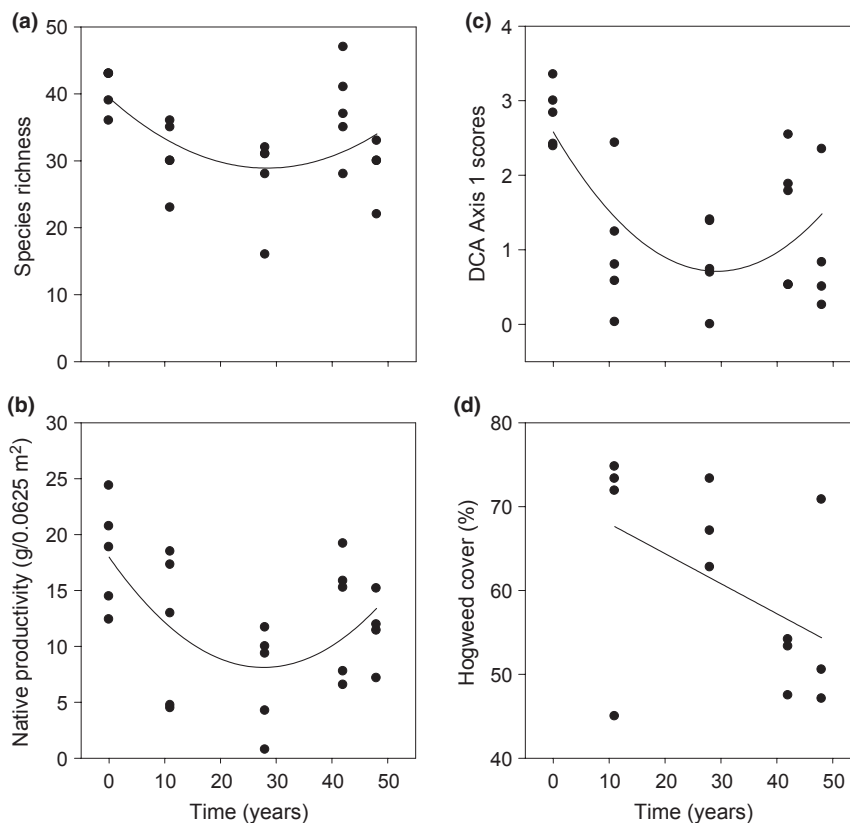 (a)
50
40
30
20
10
0
Species richness
(b)
30
25
20
15
10
5
0
Native productivity (g/0.0625 m²)
0 10 20 30 40 50
Time (years)
(c)
4
3
2
1
0
DCA Axis 1 scores
(d)
80
70
60
50
40
Hogweed cover (%)
0 10 20 30 40 50
Time (years)